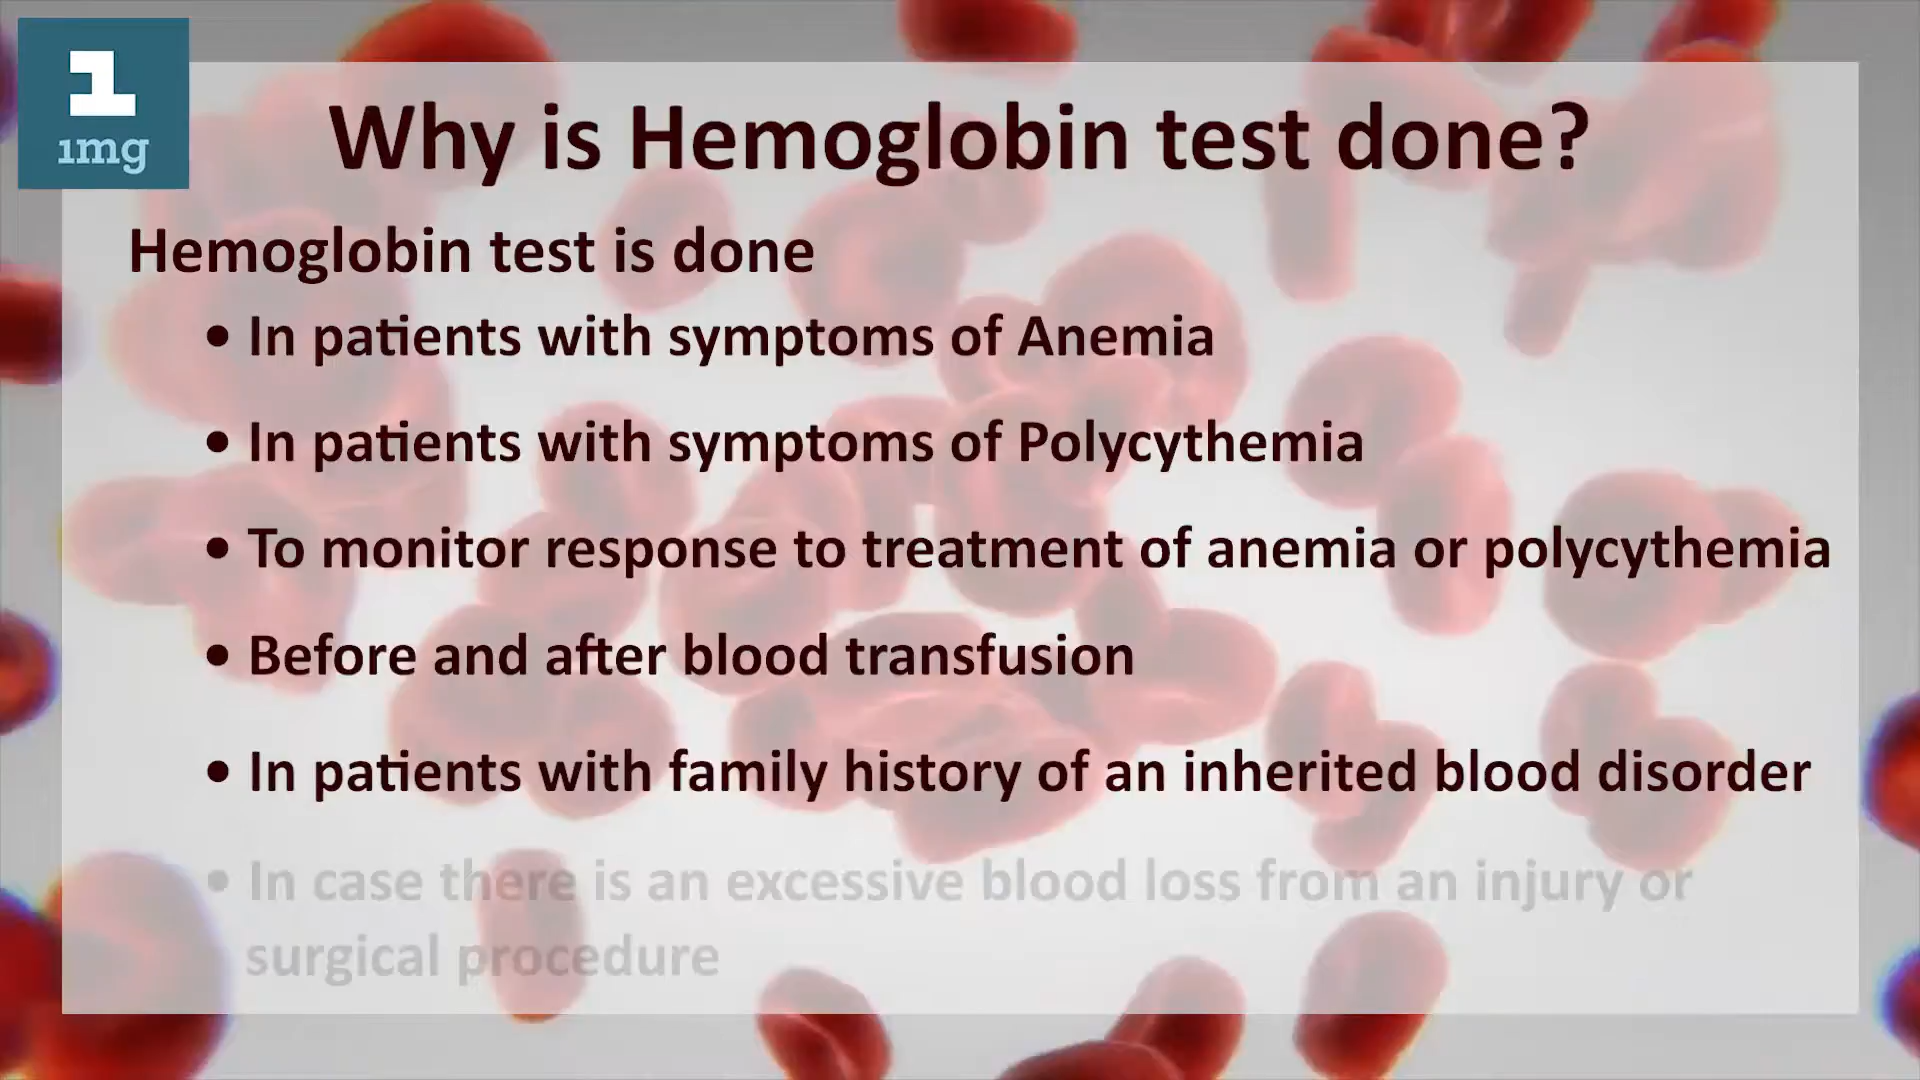 1mg
Why is Hemoglobin test done?
Hemoglobin test is done
• In patients with symptoms of Anemia
• In patients with symptoms of Polycythemia
• To monitor response to treatment of anemia or polycythemia
• Before and after blood transfusion
• In patients with family history of an inherited blood disorder
• In case there is an excessive blood loss from an injury or
surgical procedure